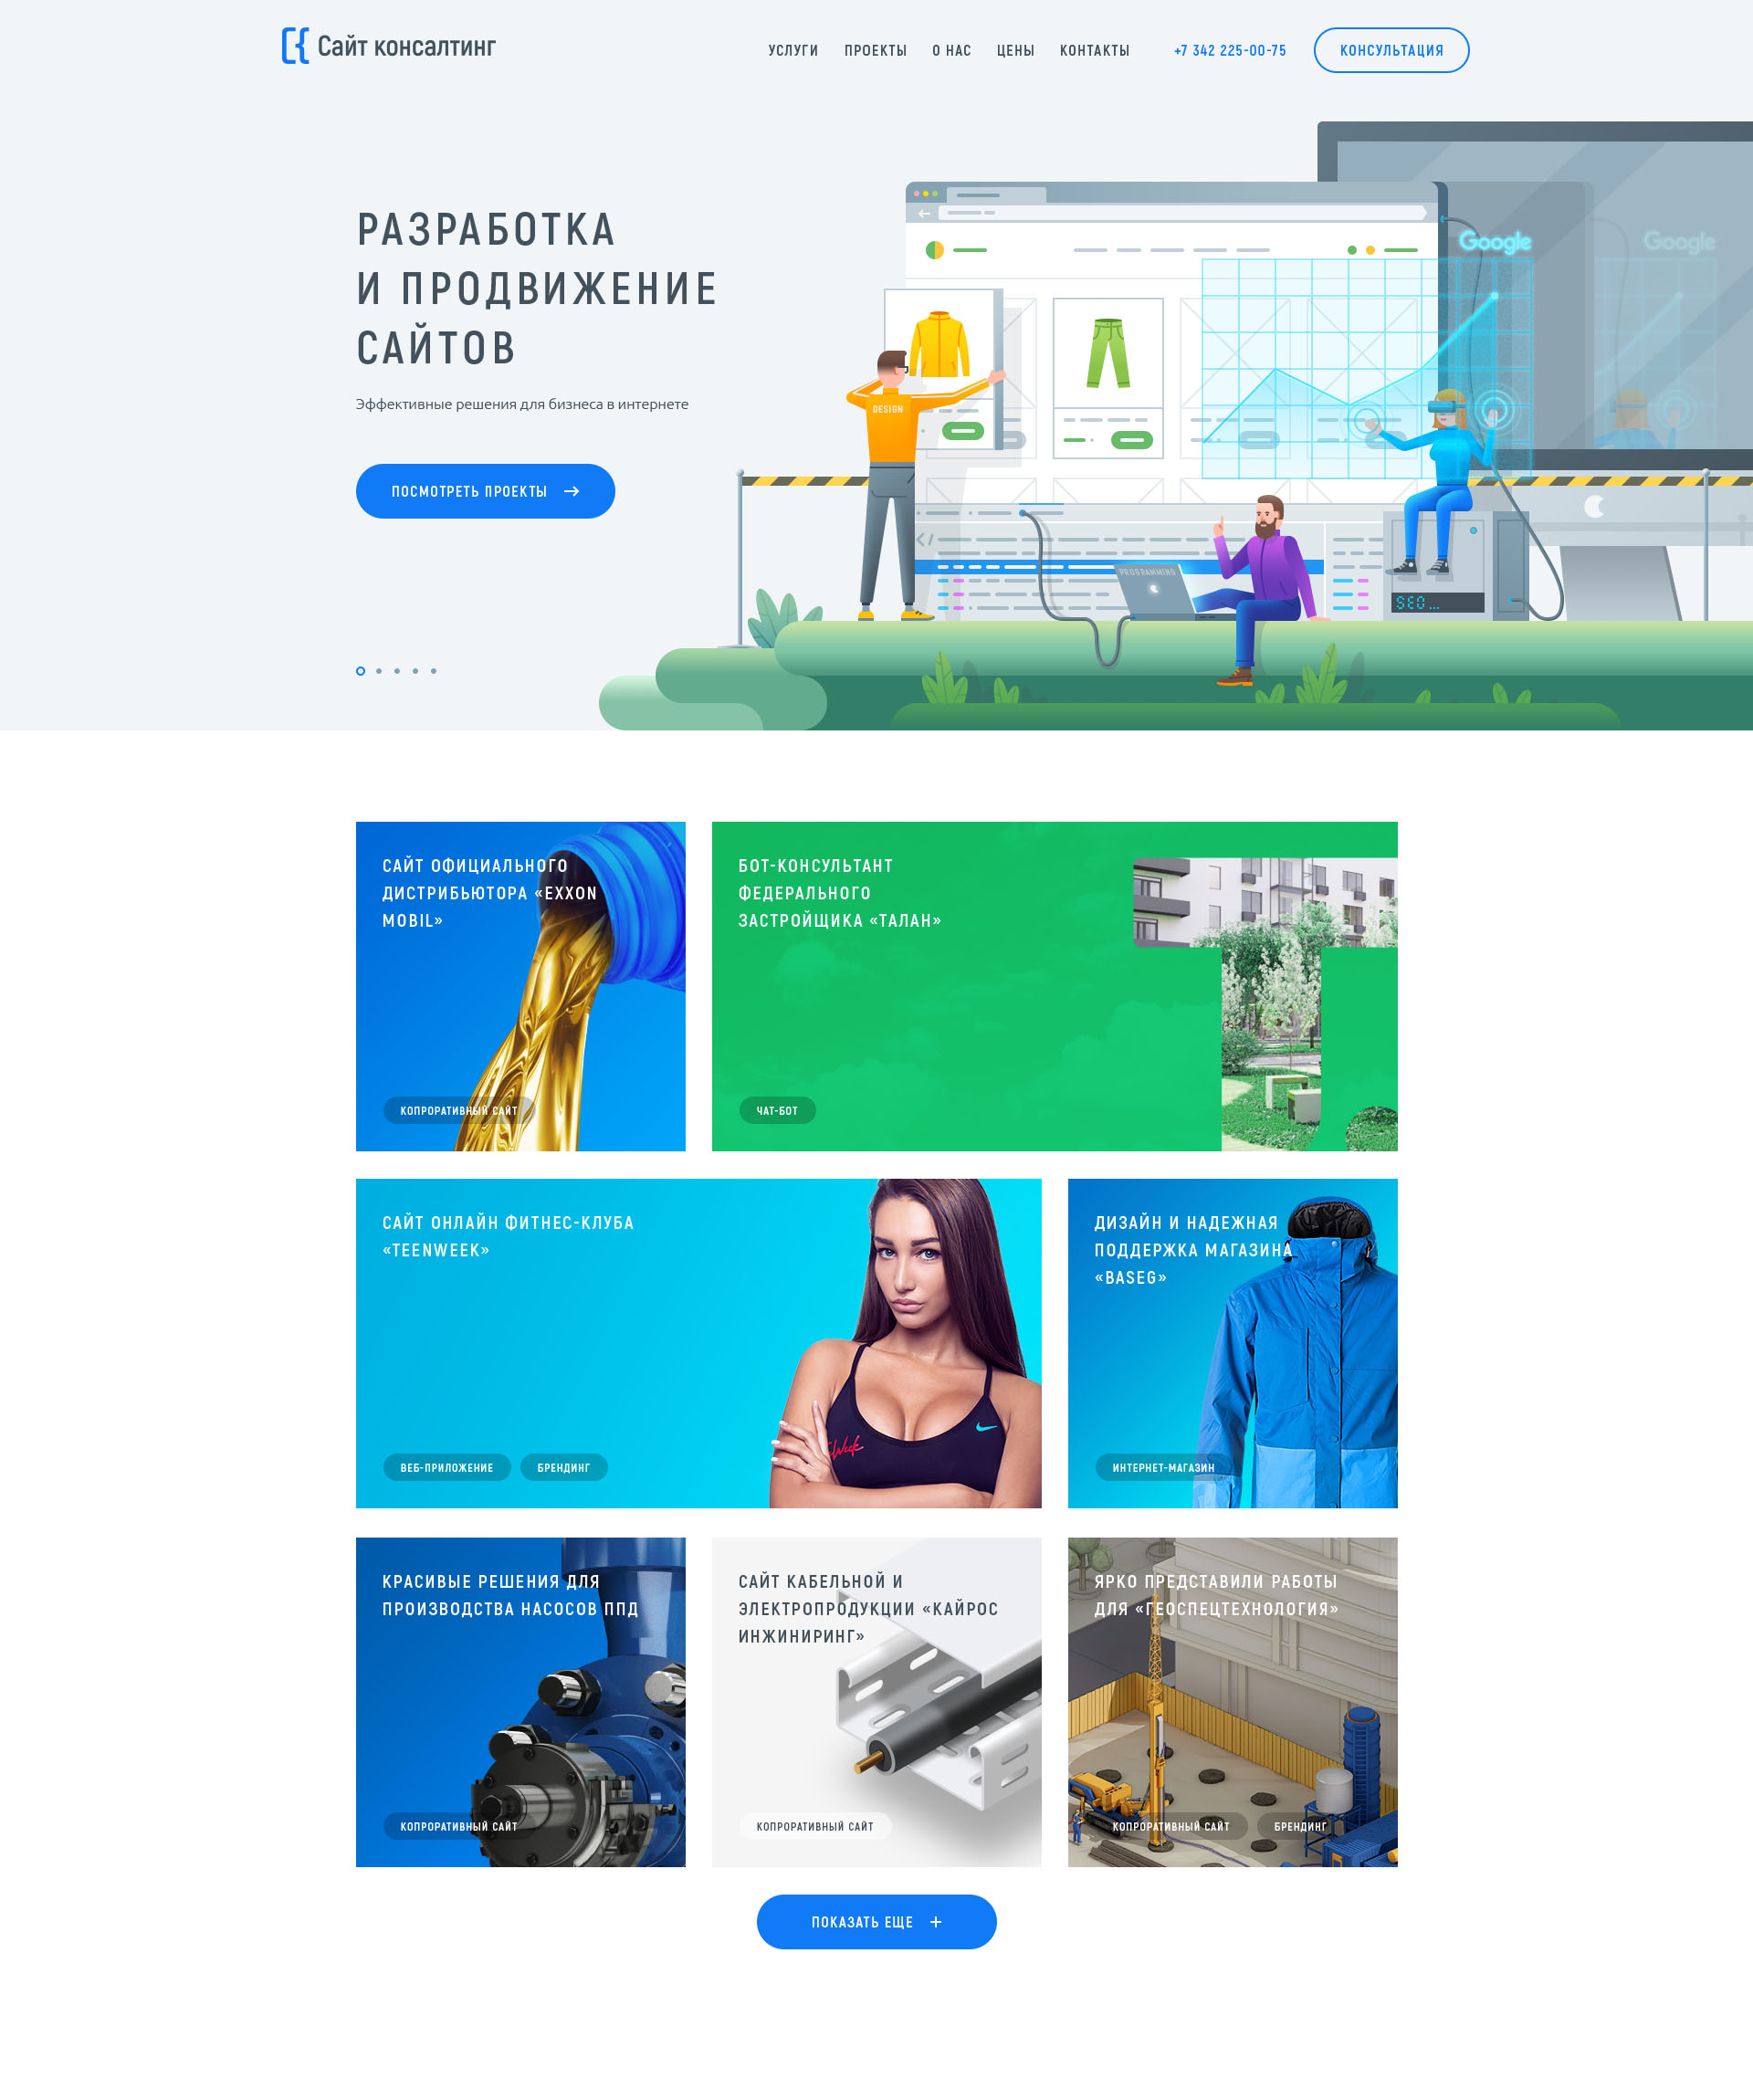 Сайт консалтинг
УСЛУГИ ПРОЕКТЫ О НАС ЦЕНЫ КОНТАКТЫ +7 342 225-00-75 КОНСУЛЬТАЦИЯ
РАЗРАБОТКА
И ПРОДВИЖЕНИЕ
САЙТОВ
Эффективные решения для бизнеса в интернете
ПОСМОТРЕТЬ ПРОЕКТЫ
Google
Google
DESIGN
PROGRAMMING
SEO...
САЙТ ОФИЦИАЛЬНОГО
ДИСТРИБЬЮТОРА «EXXON
MOBIL»
КОПРОРАТИВНЫЙ САЙТ
БОТ-КОНСУЛЬТАНТ
ФЕДЕРАЛЬНОГО
ЗАСТРОЙЩИКА «ТАЛАН»
ЧАТ-БОТ
САЙТ ОНЛАЙН ФИТНЕС-КЛУБА
«TEENWEEK»
ВЕБ-ПРИЛОЖЕНИЕ БРЕНДИНГ
Week
ДИЗАЙН И НАДЕЖНАЯ
ПОДДЕРЖКА МАГАЗИНА
«BASEG»
ИНТЕРНЕТ-МАГАЗИН
КРАСИВЫЕ РЕШЕНИЯ ДЛЯ
ПРОИЗВОДСТВА НАСОСОВ ППД
КОПРОРАТИВНЫЙ САЙТ
САЙТ КАБЕЛЬНОЙ И
ЭЛЕКТРОПРОДУКЦИИ «КАЙРОС
ИНЖИНИРИНГ»
КОПРОРАТИВНЫЙ САЙТ
ЯРКО ПРЕДСТАВИЛИ РАБОТЫ
ДЛЯ «ГЕОСПЕЦТЕХНОЛОГИЯ»
КОПРОРАТИВНЫЙ САЙТ БРЕНДИНГ
ПОКАЗАТЬ ЕЩЕ +